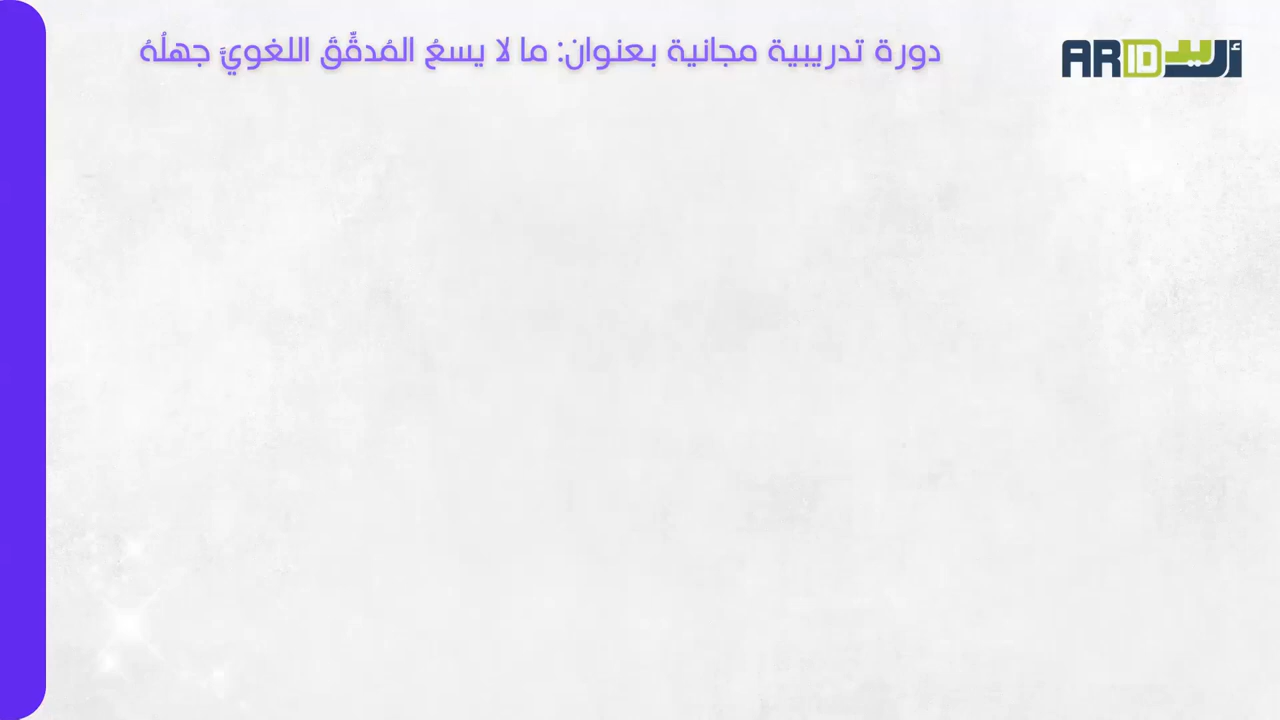 دورة تدريبية مجانية بعنوان: ما لا يسعُ المُدقِّقَ اللغويَّ جهلُهُ
ARID أريد